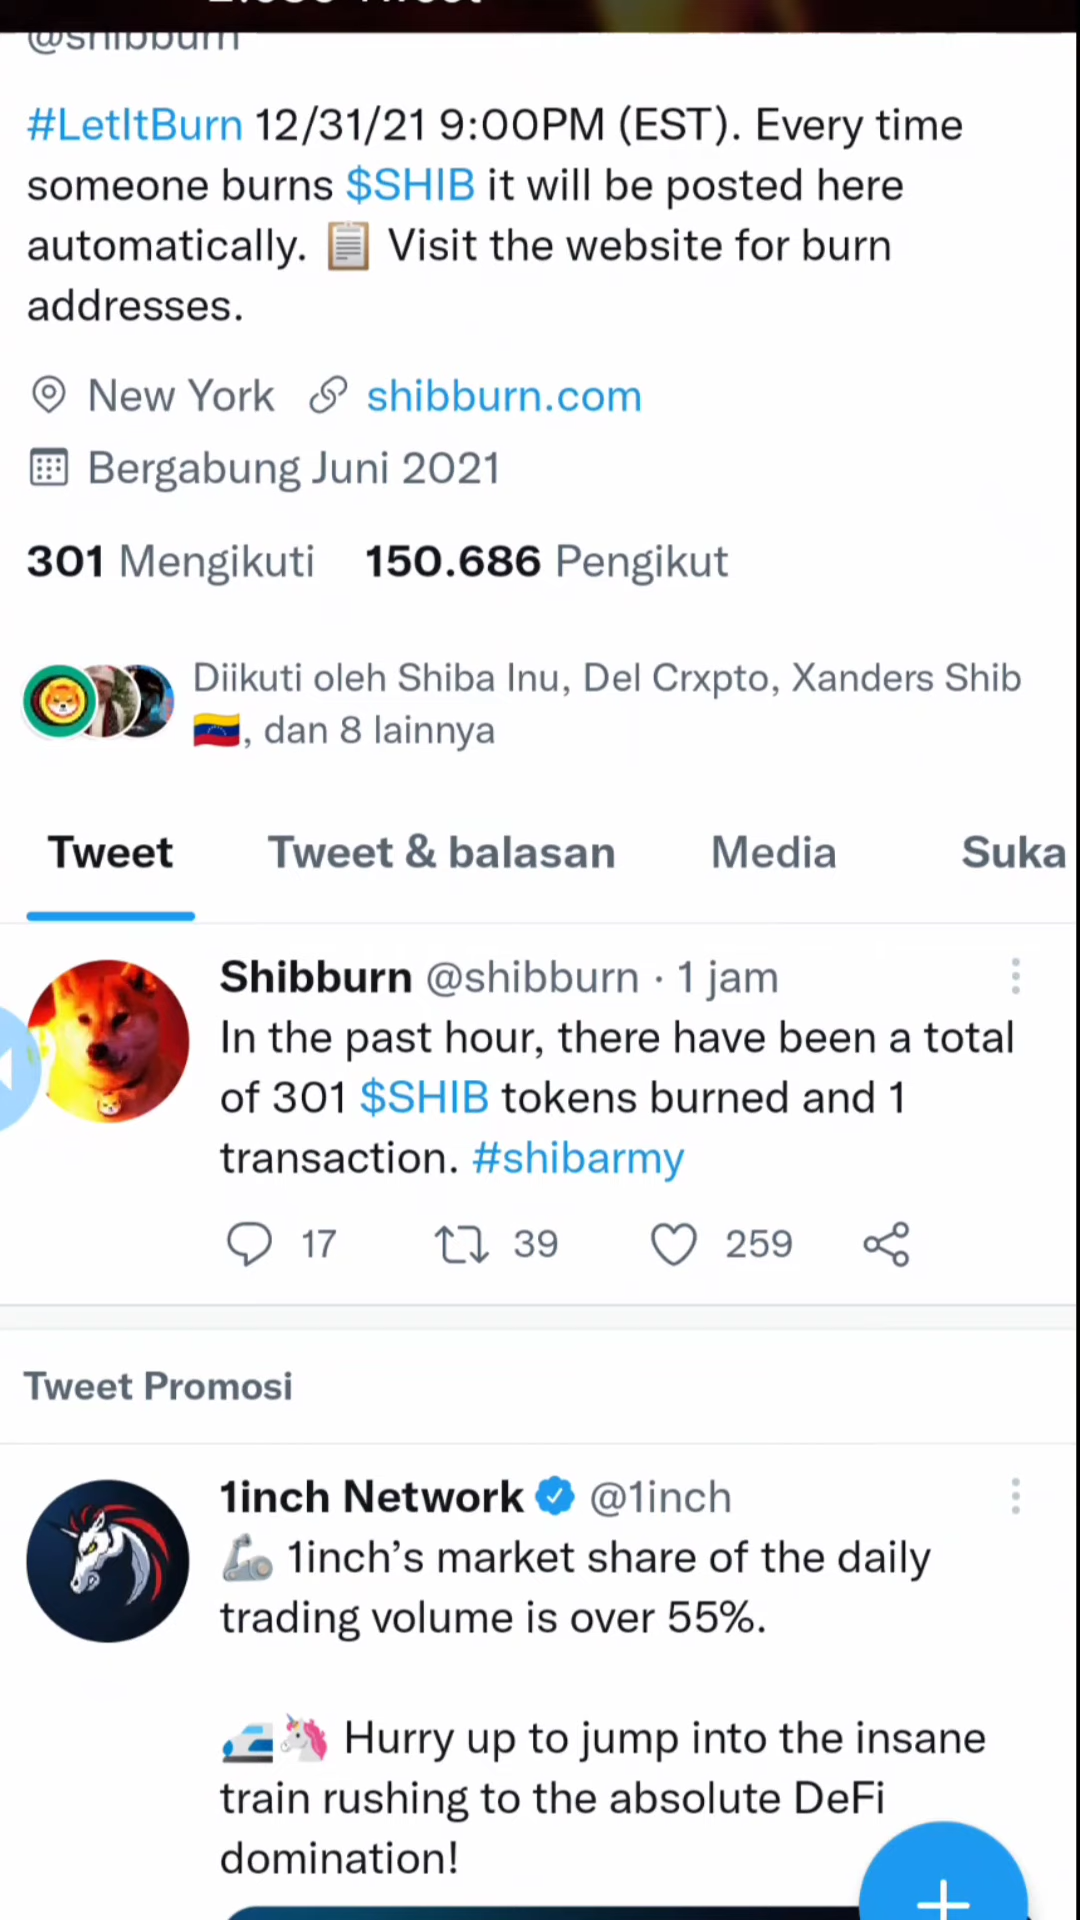 @shibburn
#LetItBurn 12/31/21 9:00PM (EST). Every time
someone burns $SHIB it will be posted here
automatically. 📋 Visit the website for burn
addresses.
New York shibburn.com
Bergabung Juni 2021
301 Mengikuti 150.686 Pengikut
Diikuti oleh Shiba Inu, Del Crxpto, Xanders Shib
🇻🇪, dan 8 lainnya
Tweet Tweet & balasan Media Suka
Shibburn @shibburn · 1 jam
In the past hour, there have been a total
of 301 $SHIB tokens burned and 1
transaction. #shibarmy
17 39 259
Tweet Promosi
1inch Network @1inch
🦾 1inch’s market share of the daily
trading volume is over 55%.
🚅🦄 Hurry up to jump into the insane
train rushing to the absolute DeFi
domination!